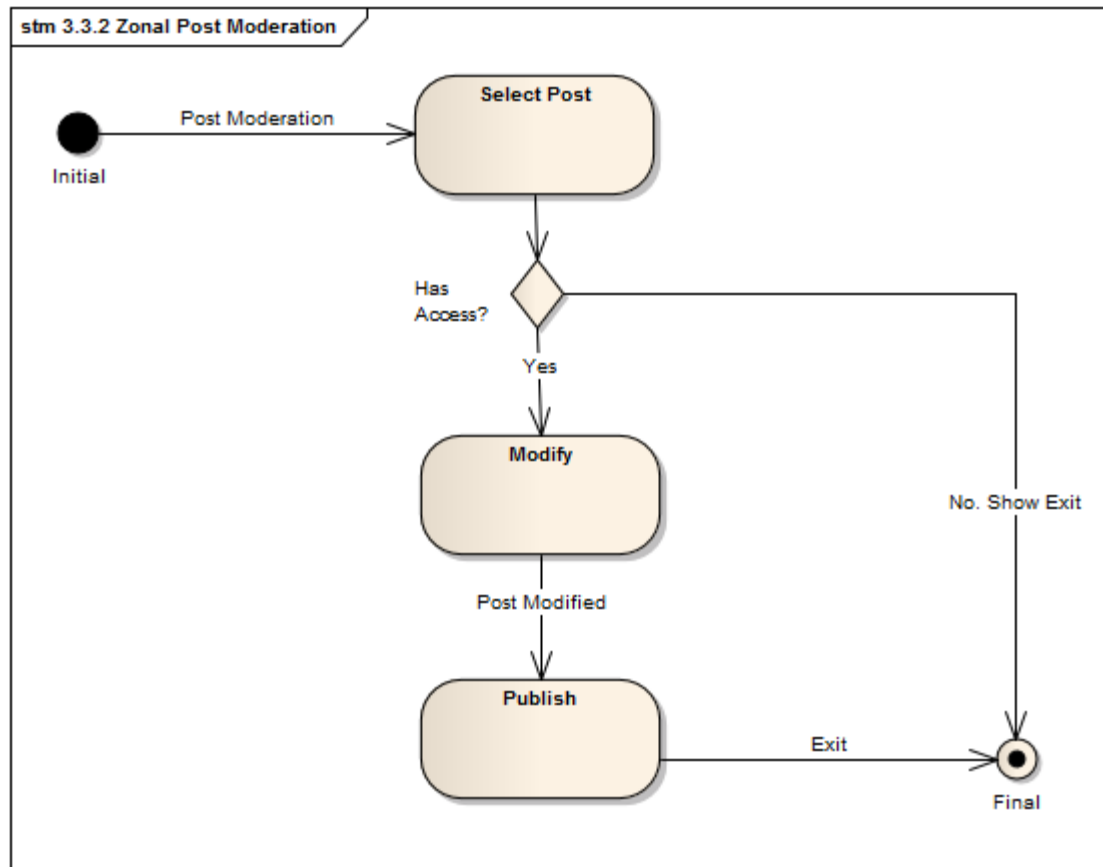 stm 3.3.2 Zonal Post Moderation
Select Post
Post Moderation
Initial
Has
Access?
Yes
Modify
No. Show Exit
Post Modified
Publish
Exit
Final